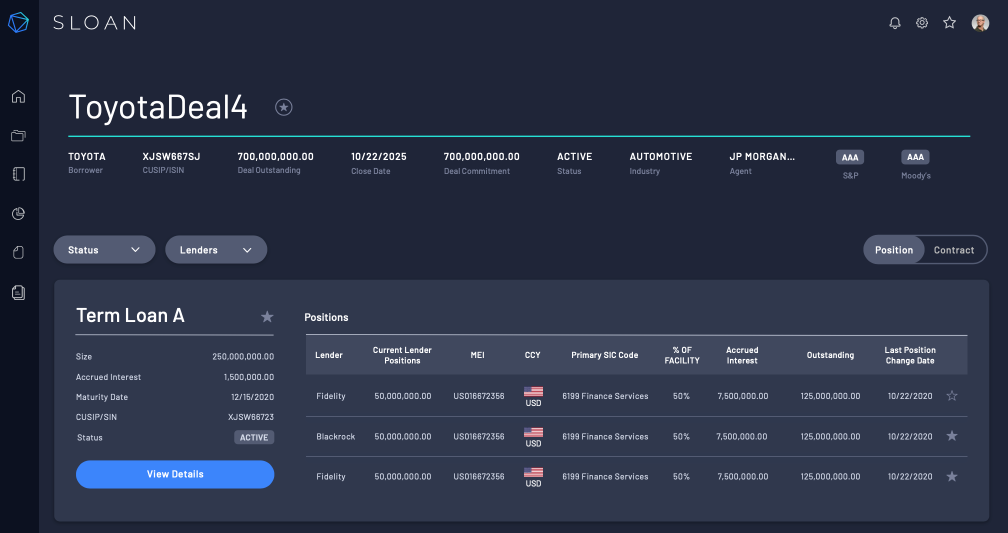 SLOAN
ToyotaDeal4
TOYOTA XJSW667SJ 700,000,000.00 10/22/2025 700,000,000.00 ACTIVE AUTOMOTIVE JP MORGAN... AAA AAA
Borrower CUSIP/ISIN Deal Outstanding Close Date Deal Commitment Status Industry Agent S&P Moody's
Status Lenders Position Contract
Term Loan A
Size 250,000,000.00
Accrued Interest 1,500,000.00
Maturity Date 12/15/2020
CUSIP/SIN XJSW66723
Status ACTIVE
View Details
Positions
Lender Current Lender Positions MEI CCY Primary SIC Code % OF FACILITY Accrued Interest Outstanding Last Position Change Date
Fidelity 50,000,000.00 US016672356 USD 6199 Finance Services 50% 7,500,000.00 125,000,000.00 10/22/2020
Blackrock 50,000,000.00 US016672356 USD 6199 Finance Services 50% 7,500,000.00 125,000,000.00 10/22/2020
Fidelity 50,000,000.00 US016672356 USD 6199 Finance Services 50% 7,500,000.00 125,000,000.00 10/22/2020